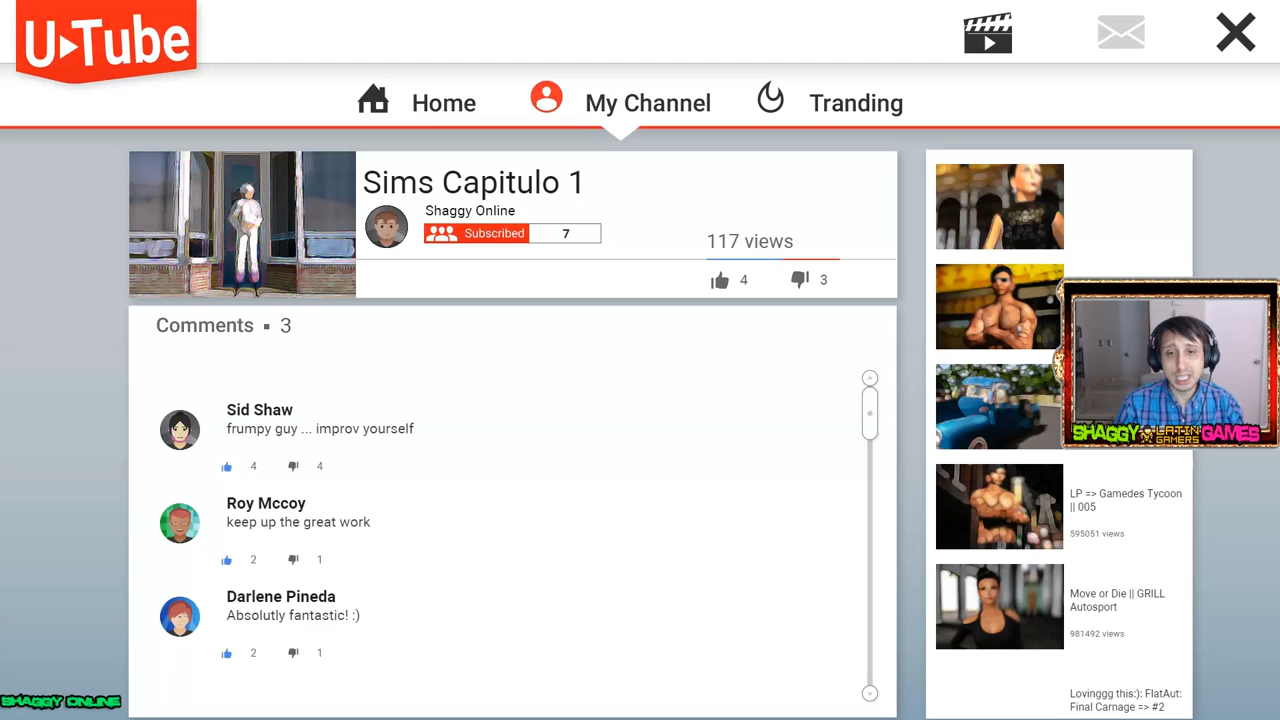 U Tube
Home
My Channel
Tranding
Sims Capitulo 1
Shaggy Online
Subscribed
7
117 views
4
3
Comments ▪ 3
Sid Shaw
frumpy guy ... improv yourself
4
4
Roy Mccoy
keep up the great work
2
1
Darlene Pineda
Absolutly fantastic! :)
2
1
SHAGGY LATIN GAMERS GAMES
LP => Gamedes Tycoon
|| 005
595051 views
Move or Die || GRILL
Autosport
981492 views
Lovinggg this:): FlatAut:
Final Carnage => #2
SHAGGY ONLINE